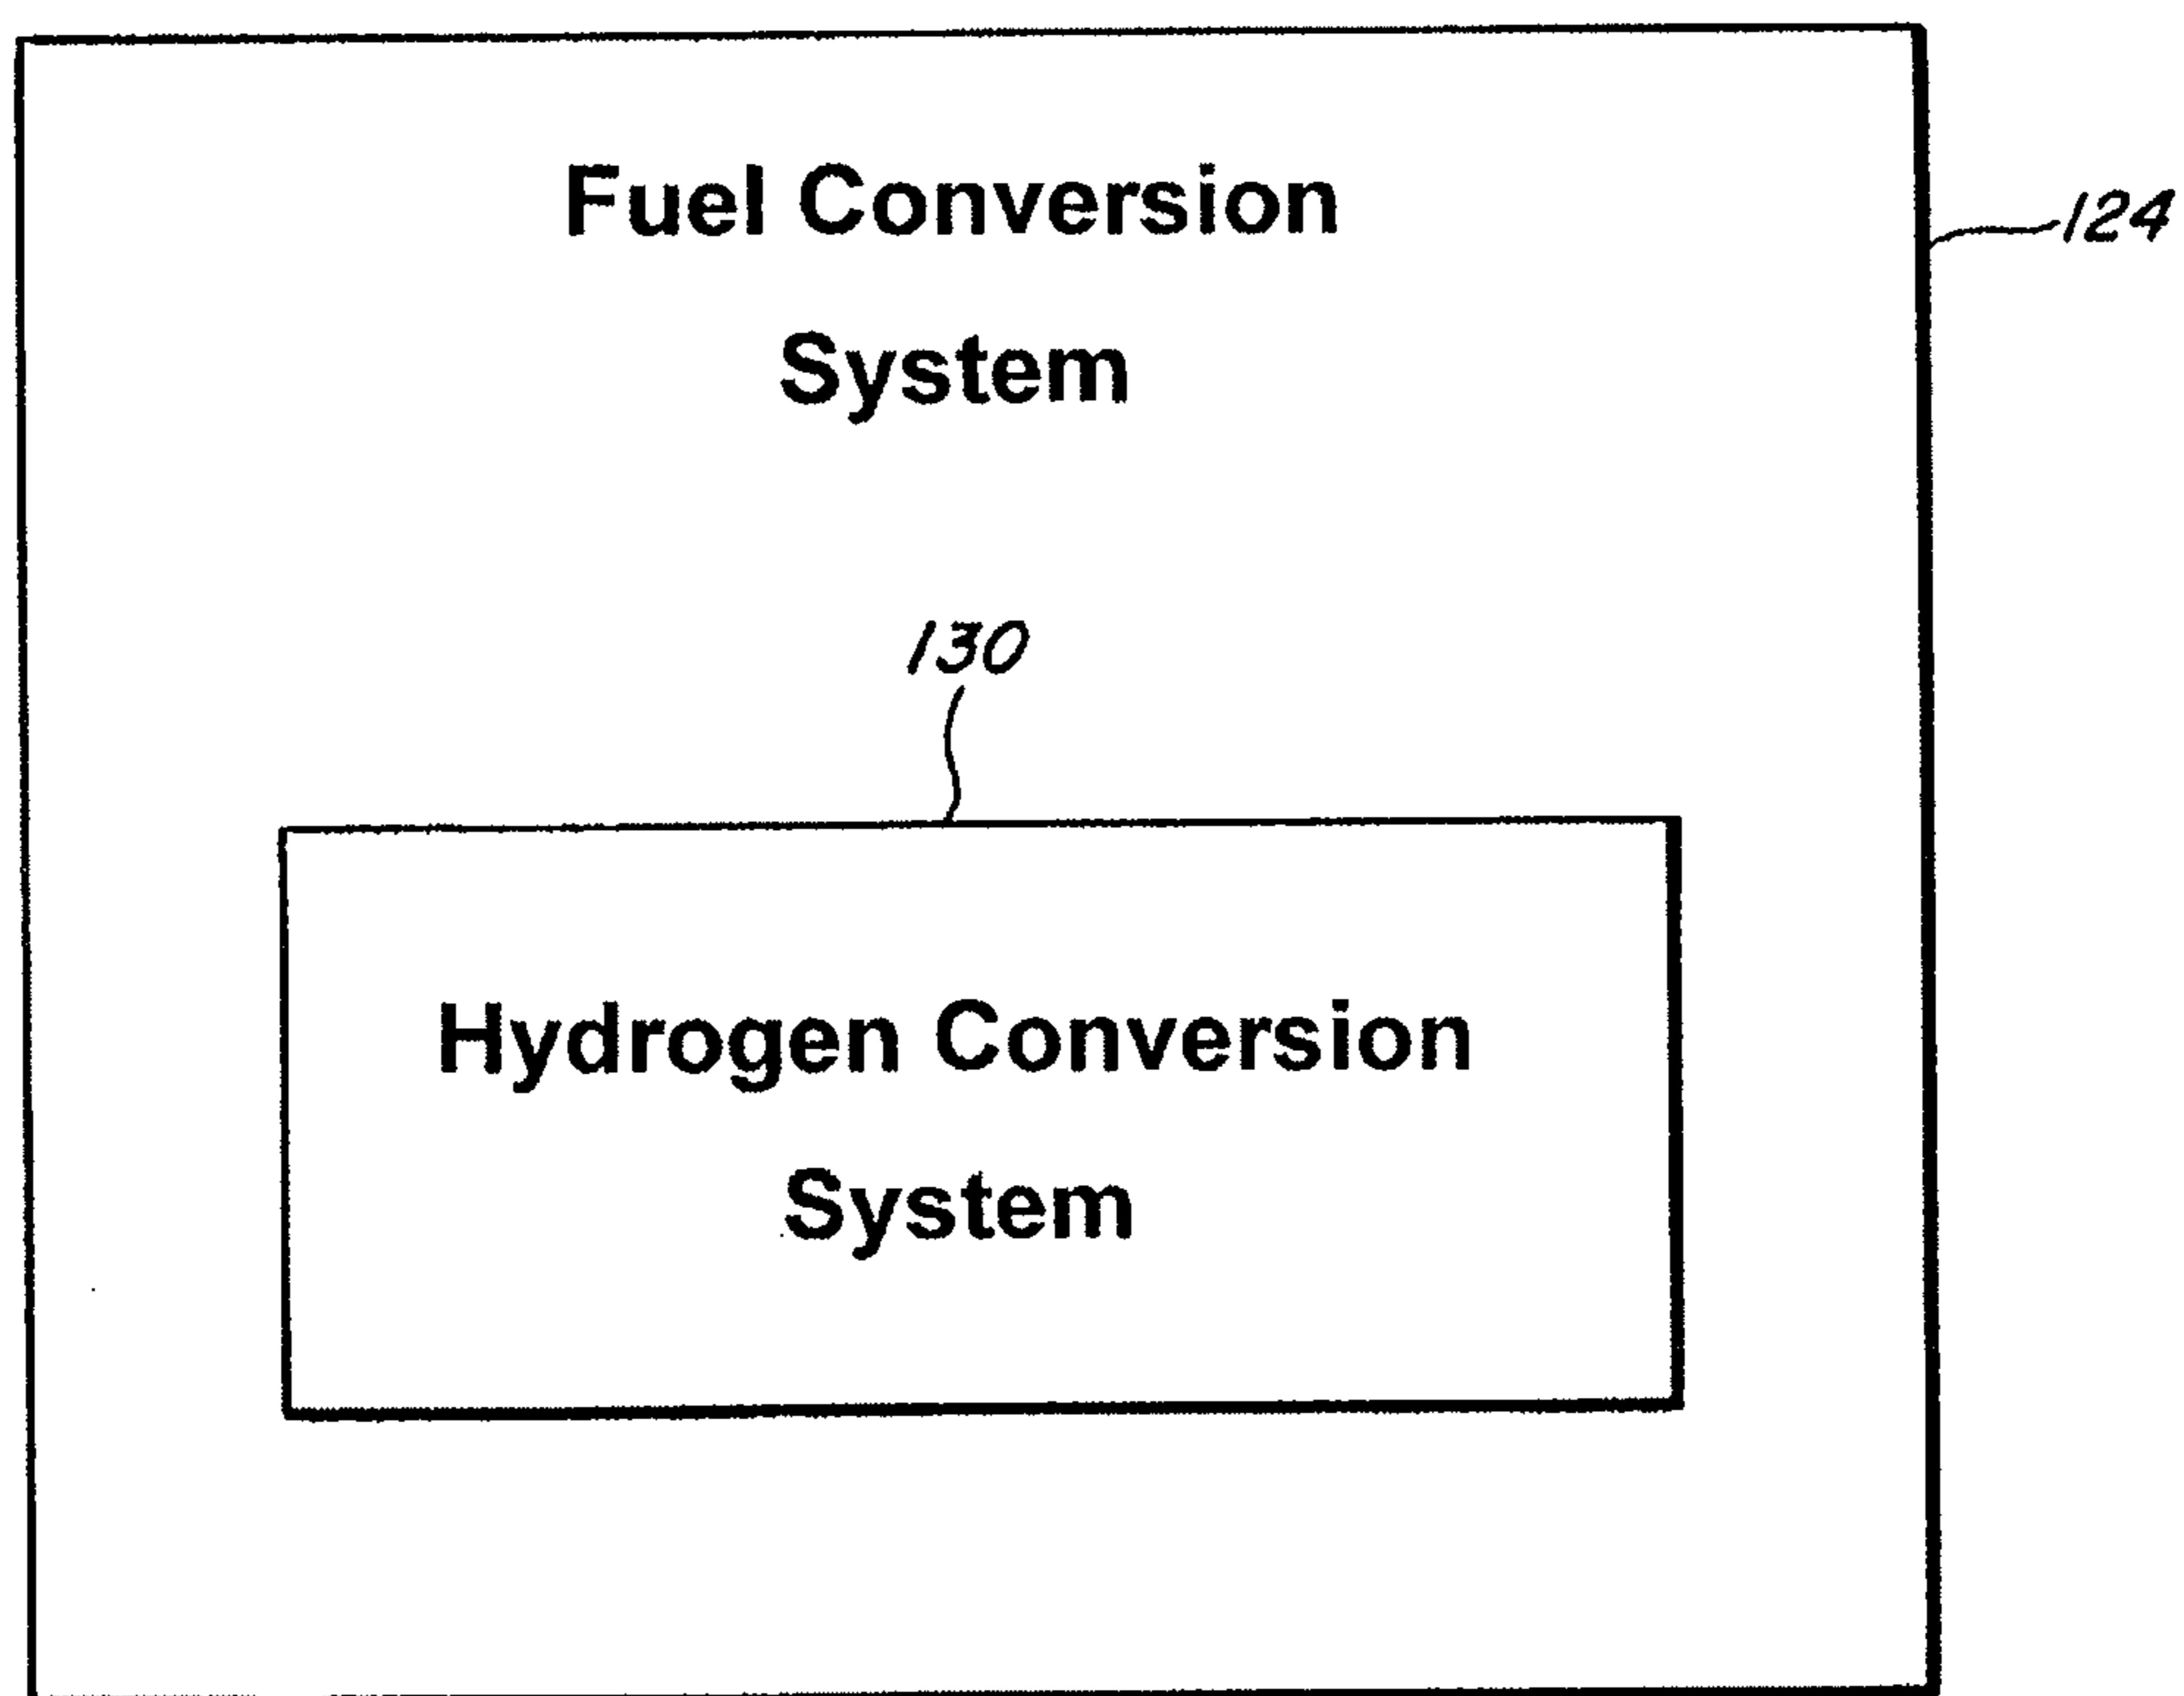 Fuel Conversion
124
System
130
Hydrogen Conversion
System